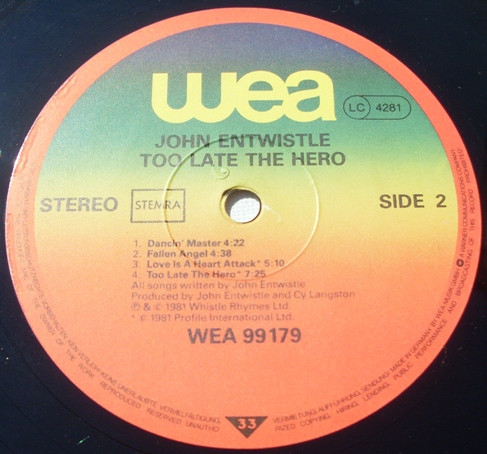 wea
LC 4281
JOHN ENTWISTLE
TOO LATE THE HERO
STEREO STEMRA SIDE 2
1. Dancin' Master 4:22
2. Fallen Angel 4:38
3. Love Is A Heart Attack* 5:10
4. Too Late The Hero* 7:25
All songs written by John Entwistle
Produced by John Entwistle and Cy Langston
℗ & © 1981 Whistle Rhymes Ltd.
* © 1981 Profile International Ltd.
WEA 99179
33